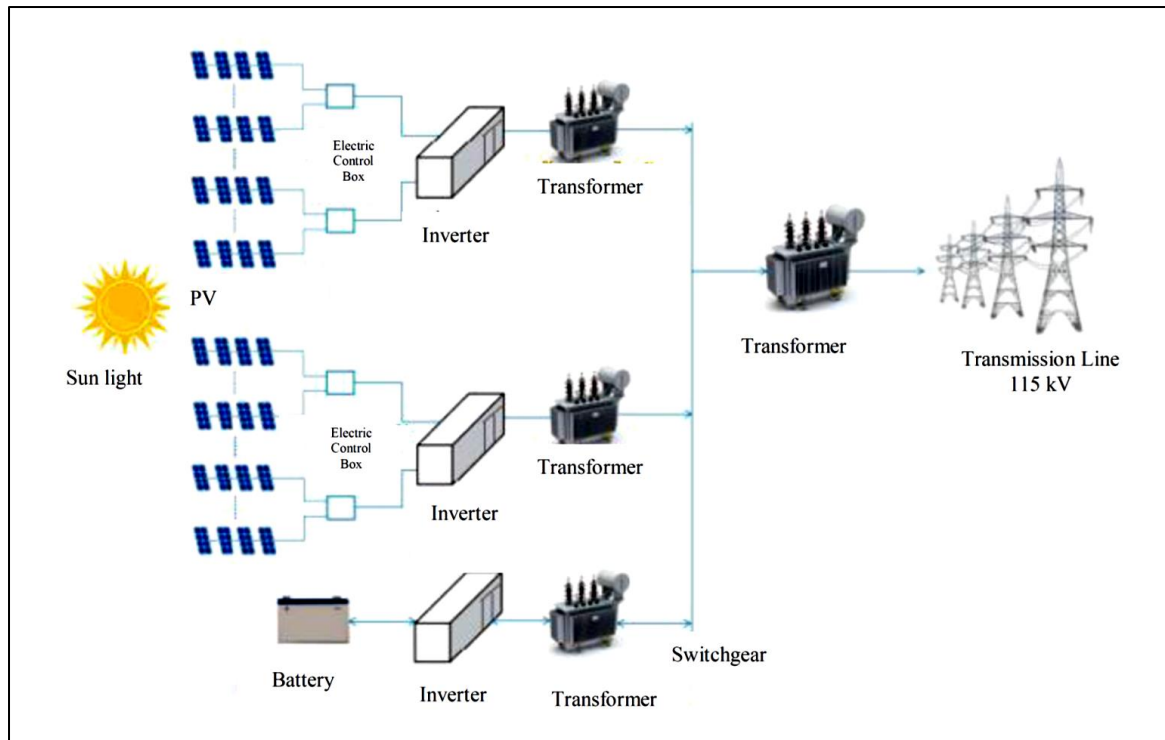 Electric
Control
Box
Transformer
Inverter
PV
Sun light
Transformer
Transmission Line
115 kV
Electric
Control
Box
Transformer
Inverter
Battery
Inverter
Transformer
Switchgear